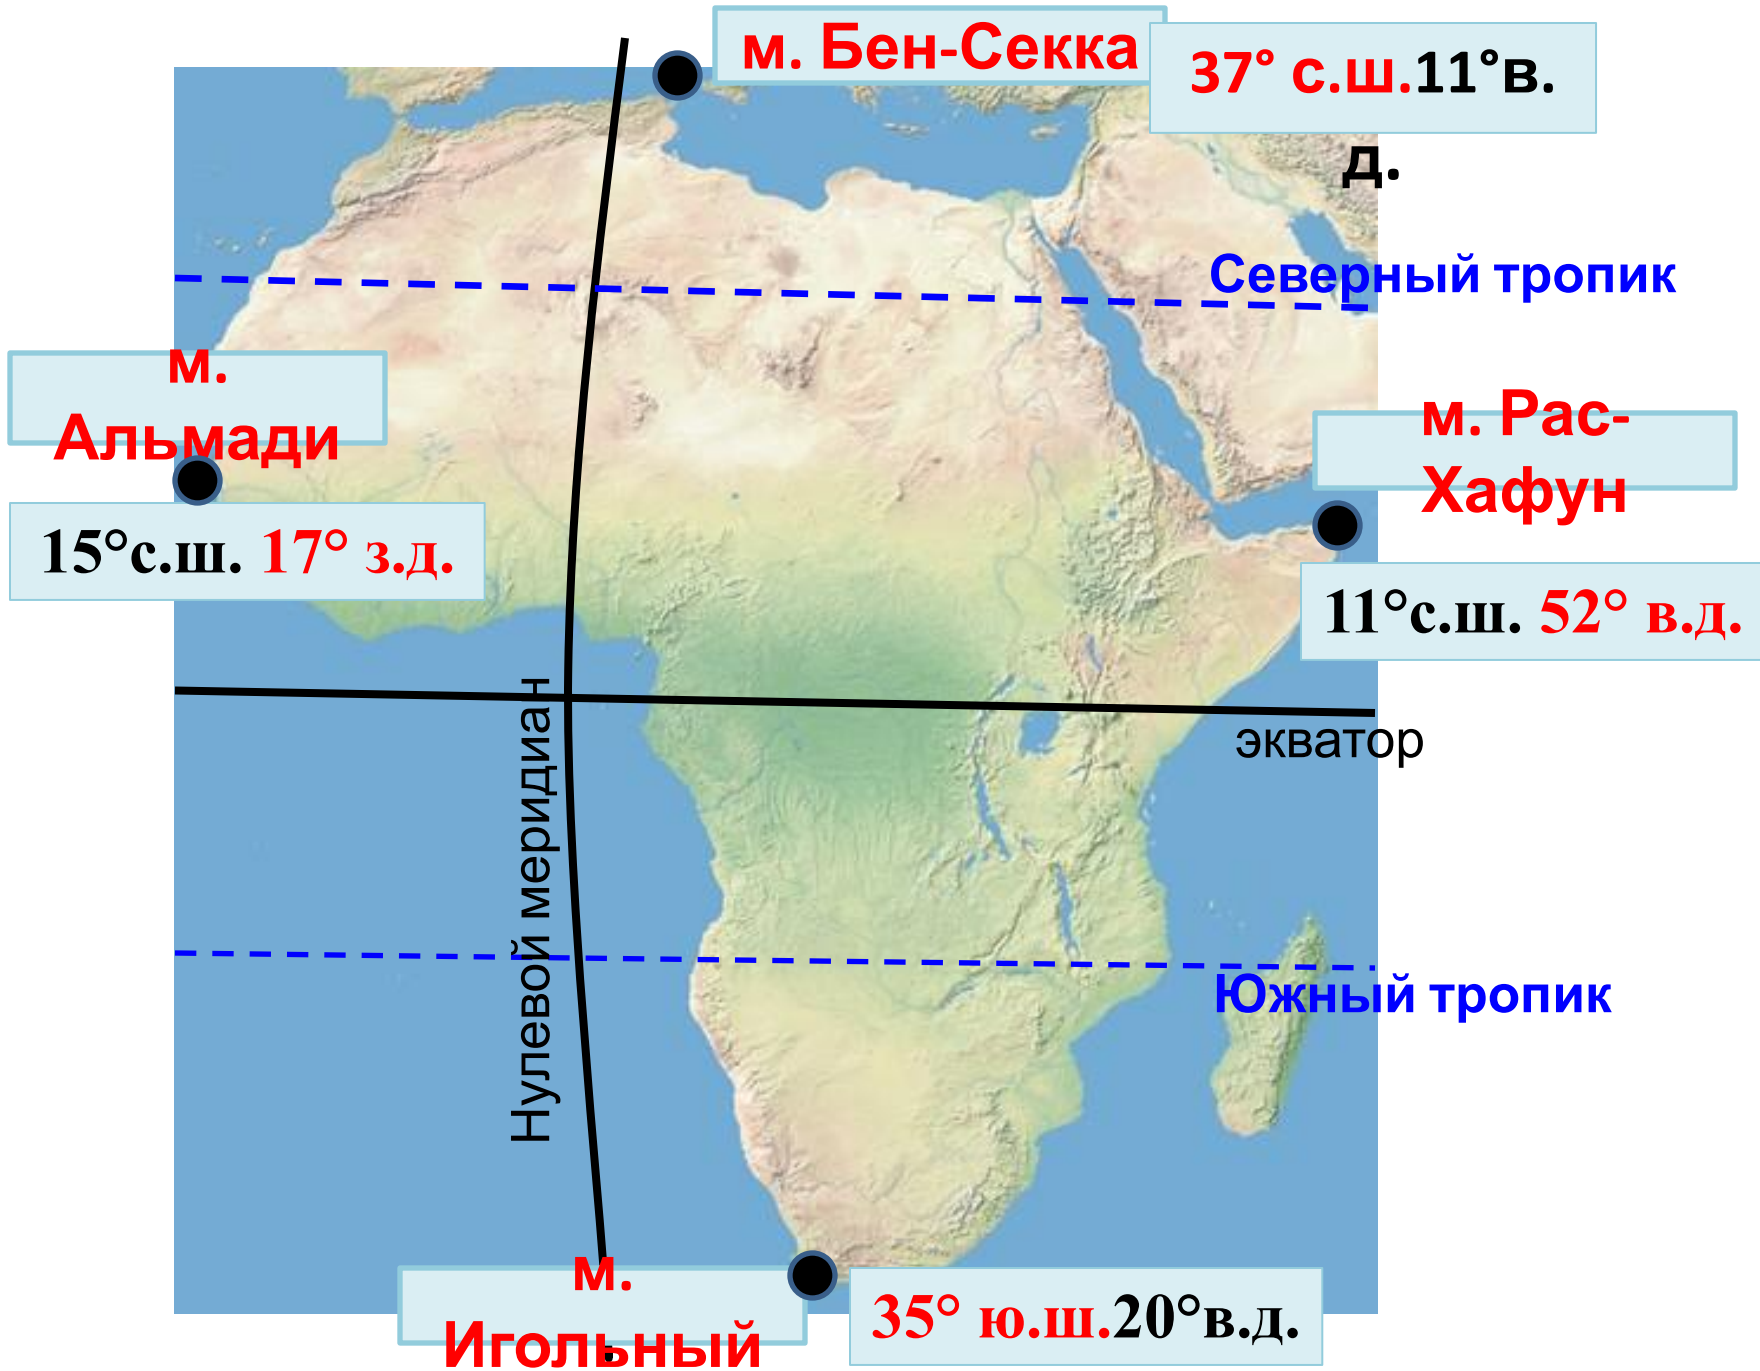 м. Бен-Секка
37° с.ш.11°в.
д.
Северный тропик
м.
Альмади
м. Рас-
Хафун
15°с.ш. 17° з.д.
11°с.ш. 52° в.д.
экватор
Нулевой меридиан
Южный тропик
м.
Игольный
35° ю.ш.20°в.д.